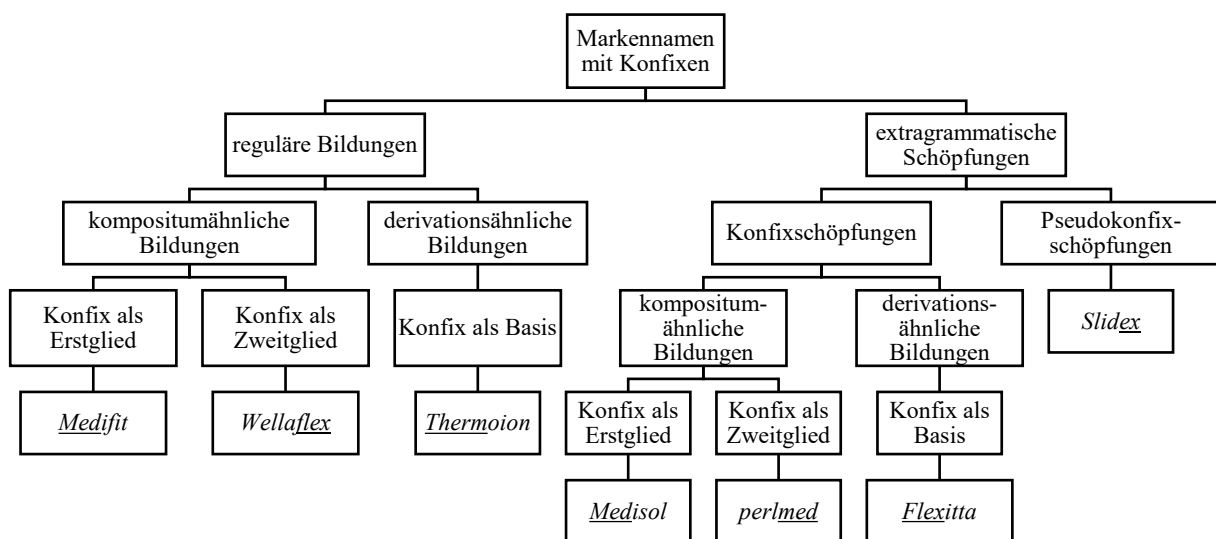 Markennamen
mit Konfixen
reguläre Bildungen
extragrammatische
Schöpfungen
kompositumähnliche
Bildungen
derivationsähnliche
Bildungen
Konfixschöpfungen
Pseudokonfix-
schöpfungen
Konfix als
Erstglied
Konfix als
Zweitglied
Konfix als Basis
kompositum-
ähnliche
Bildungen
derivations-
ähnliche
Bildungen
Slidex
Medifit
Wellaflex
Thermoion
Konfix als
Erstglied
Konfix als
Zweitglied
Konfix als
Basis
Medisol
perlmed
Flexitta